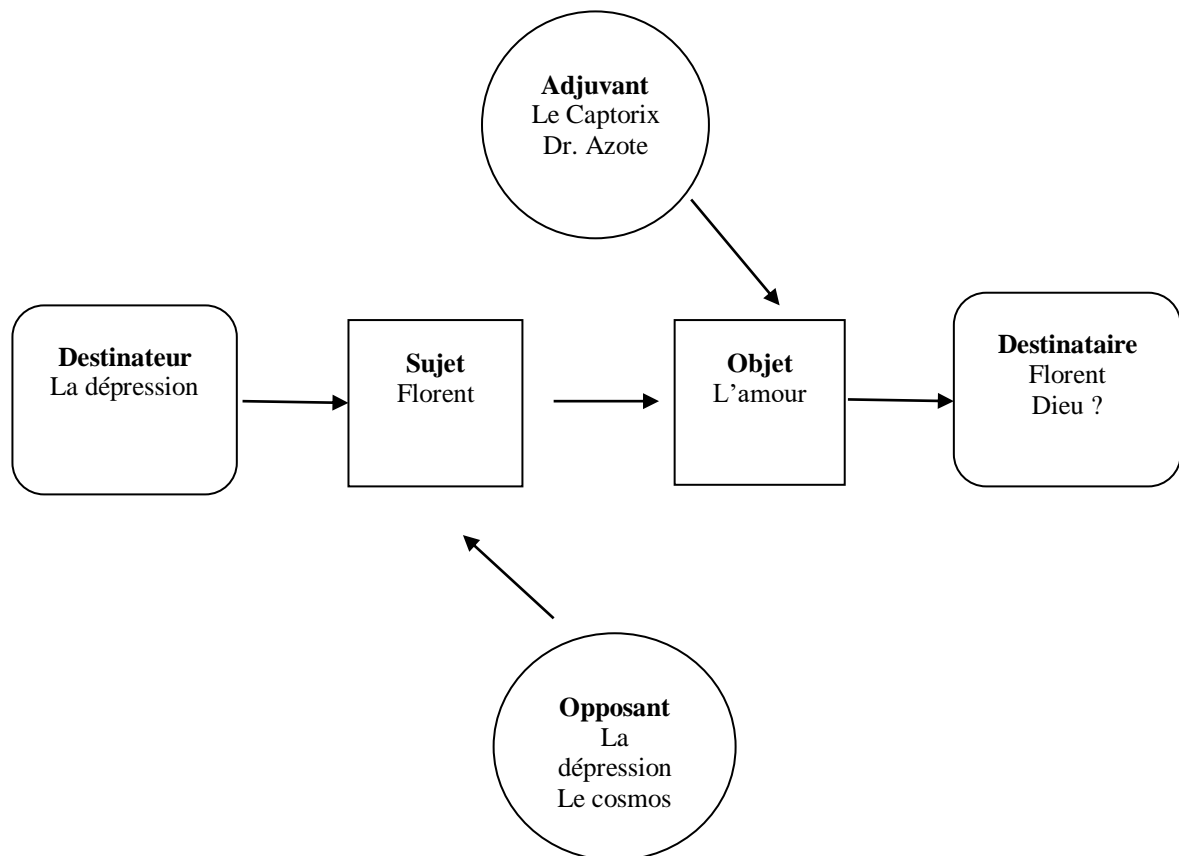 Adjuvant
Le Captorix
Dr. Azote
Destinateur
La dépression
Sujet
Florent
Objet
L’amour
Destinataire
Florent
Dieu ?
Opposant
La
dépression
Le cosmos